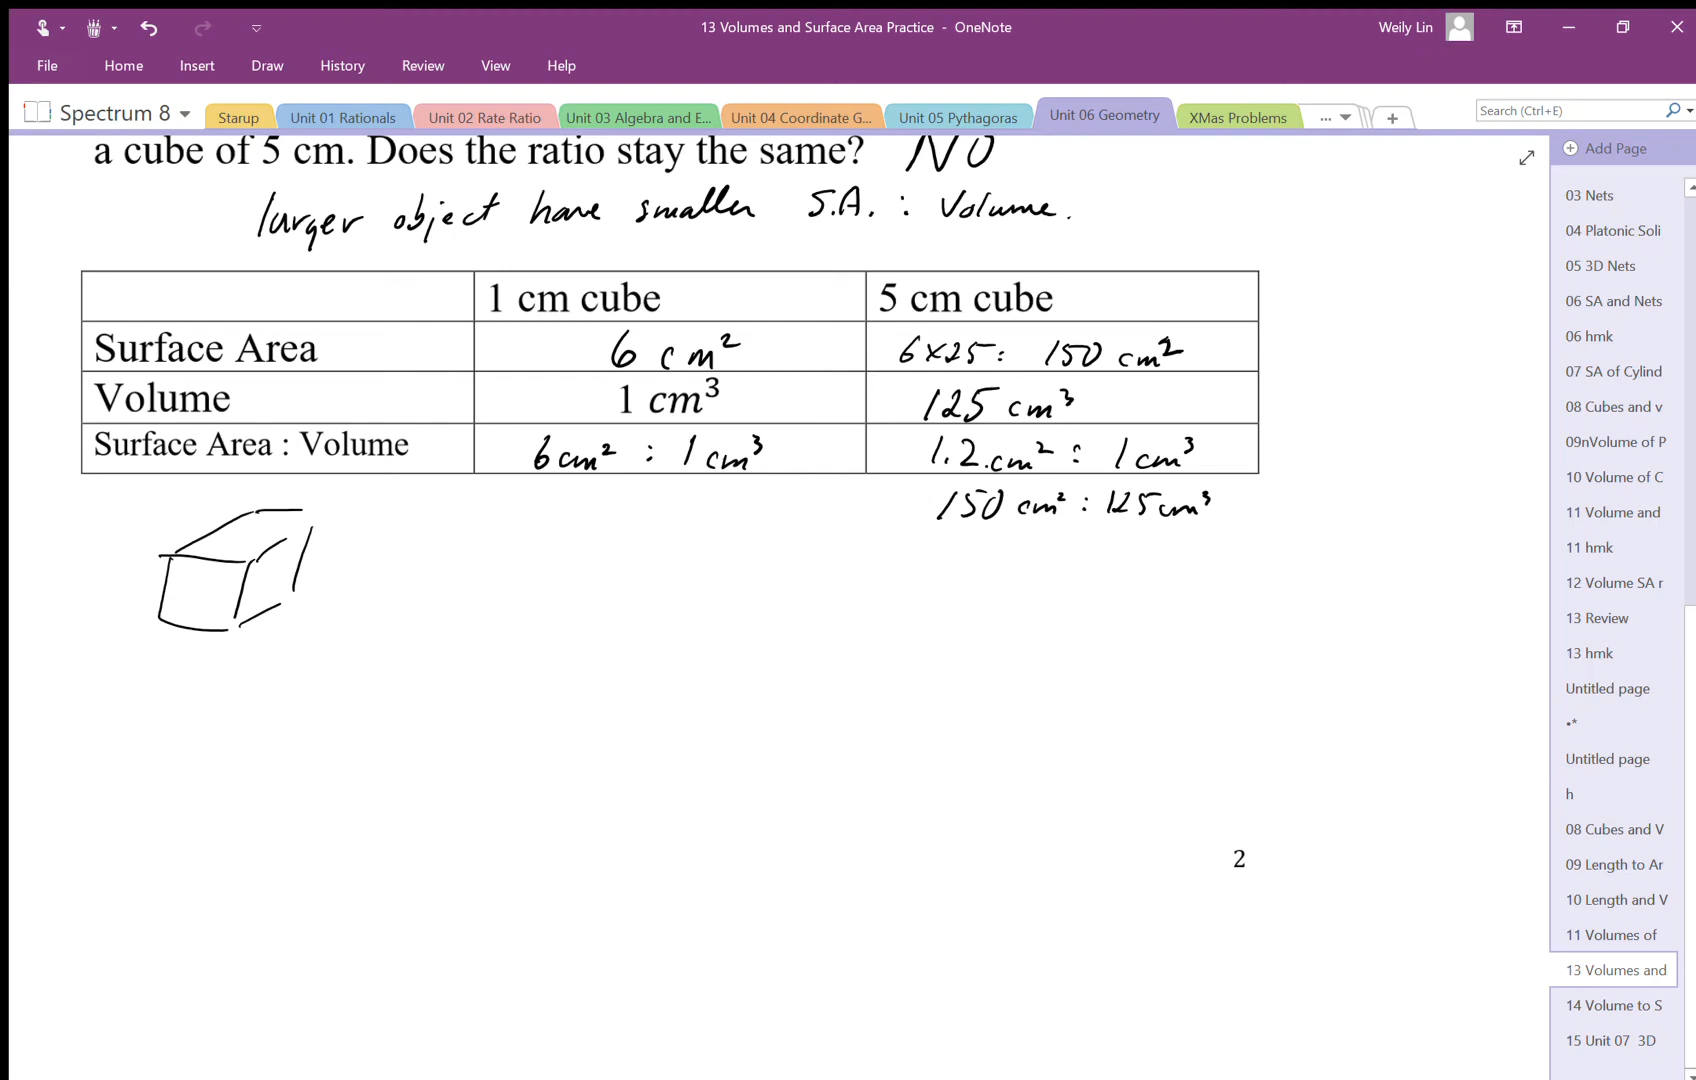 13 Volumes and Surface Area Practice - OneNote
Weily Lin
File Home Insert Draw History Review View Help
Spectrum 8
Starup
Unit 01 Rationals
Unit 02 Rate Ratio
Unit 03 Algebra and E...
Unit 04 Coordinate G...
Unit 05 Pythagoras
Unit 06 Geometry
XMas Problems
...
Search (Ctrl+E)
a cube of 5 cm. Does the ratio stay the same? NO
larger object have smaller S.A. : Volume.
1 cm cube 5 cm cube
Surface Area 6 cm² 6×25= 150 cm²
Volume 1 cm³ 125 cm³
Surface Area : Volume 6cm² : 1cm³ 1.2.cm² : 1cm³
150 cm² : 125cm³
2
Add Page
03 Nets
04 Platonic Soli
05 3D Nets
06 SA and Nets
06 hmk
07 SA of Cylind
08 Cubes and v
09nVolume of P
10 Volume of C
11 Volume and
11 hmk
12 Volume SA r
13 Review
13 hmk
Untitled page
•*
Untitled page
h
08 Cubes and V
09 Length to Ar
10 Length and V
11 Volumes of
13 Volumes and
14 Volume to S
15 Unit 07 3D